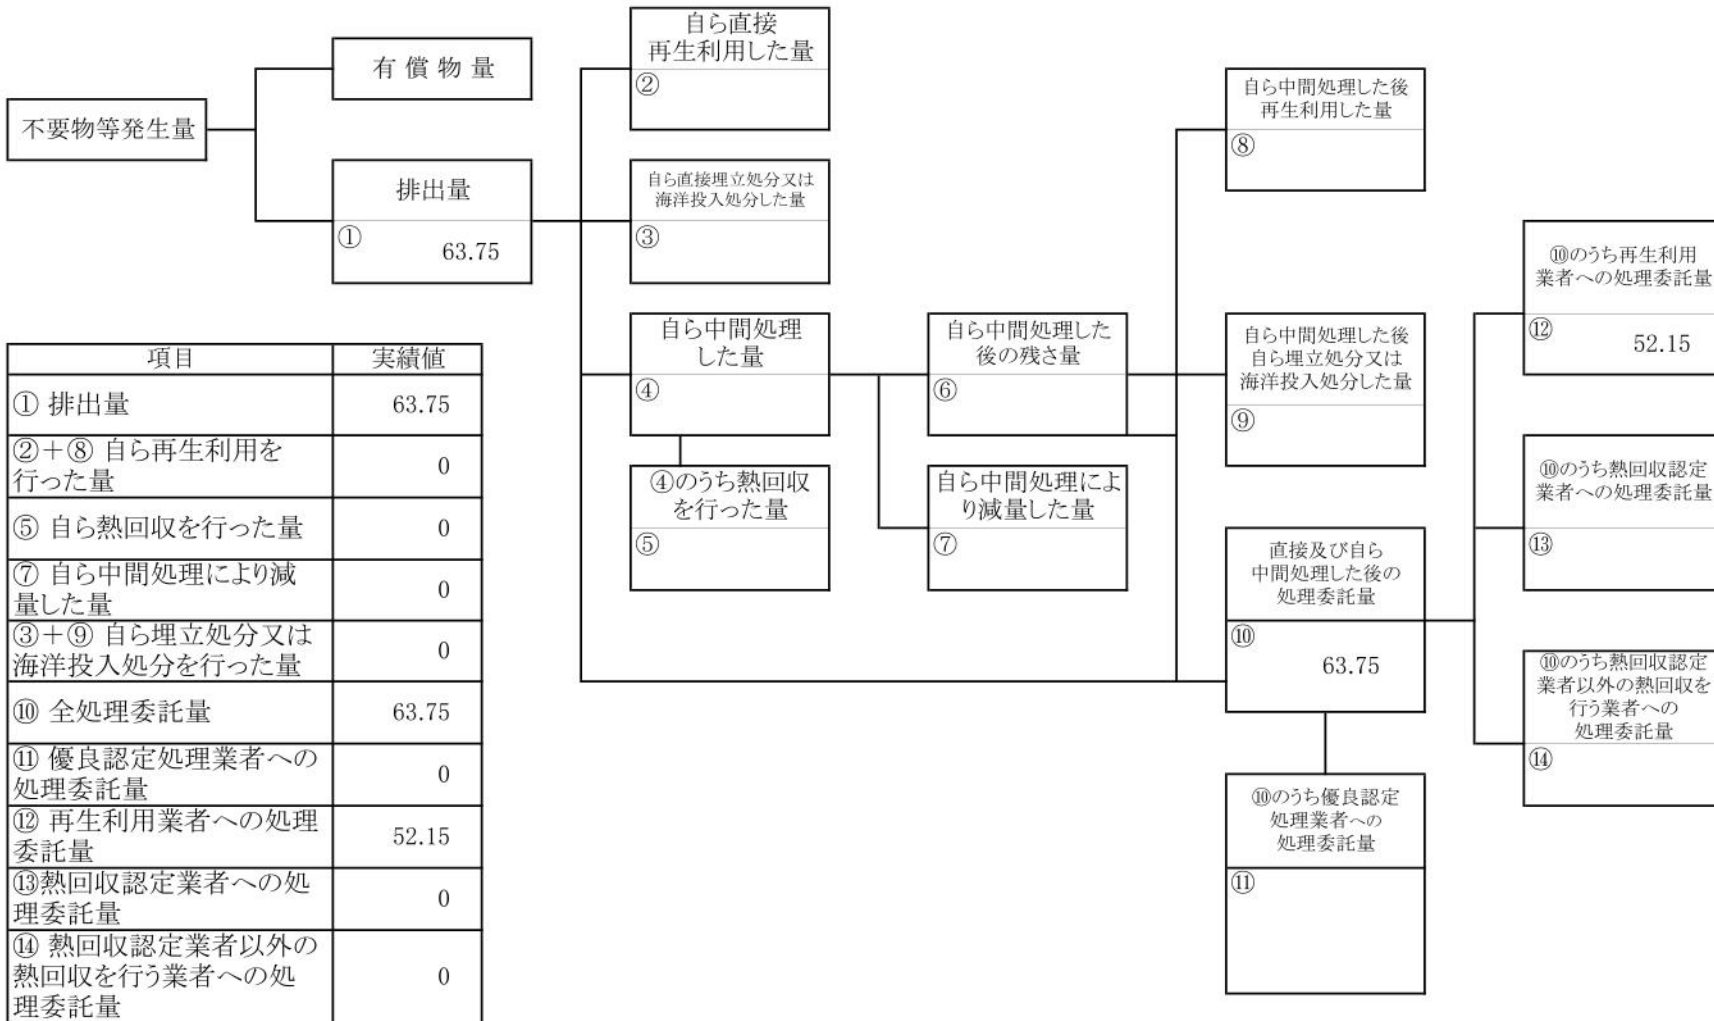 不要物等発生量
有 償 物 量
排出量
①
63.75
自ら直接
再生利用した量
②
自ら直接埋立処分又は
海洋投入処分した量
③
自ら中間処理
した量
④
④のうち熱回収
を行った量
⑤
自ら中間処理した
後の残さ量
⑥
自ら中間処理によ
り減量した量
⑦
自ら中間処理した後
再生利用した量
⑧
自ら中間処理した後
自ら埋立処分又は
海洋投入処分した量
⑨
直接及び自ら
中間処理した後の
処理委託量
⑩
63.75
⑩のうち優良認定
処理業者への
処理委託量
⑪
⑩のうち再生利用
業者への処理委託量
⑫
52.15
⑩のうち熱回収認定
業者への処理委託量
⑬
⑩のうち熱回収認定
業者以外の熱回収を
行う業者への
処理委託量
⑭
項目 実績値
① 排出量 63.75
②＋⑧ 自ら再生利用を
行った量 0
⑤ 自ら熱回収を行った量 0
⑦ 自ら中間処理により減
量した量 0
③＋⑨ 自ら埋立処分又は
海洋投入処分を行った量 0
⑩ 全処理委託量 63.75
⑪ 優良認定処理業者への
処理委託量 0
⑫ 再生利用業者への処理
委託量 52.15
⑬熱回収認定業者への処
理委託量 0
⑭ 熱回収認定業者以外の
熱回収を行う業者への処
理委託量 0